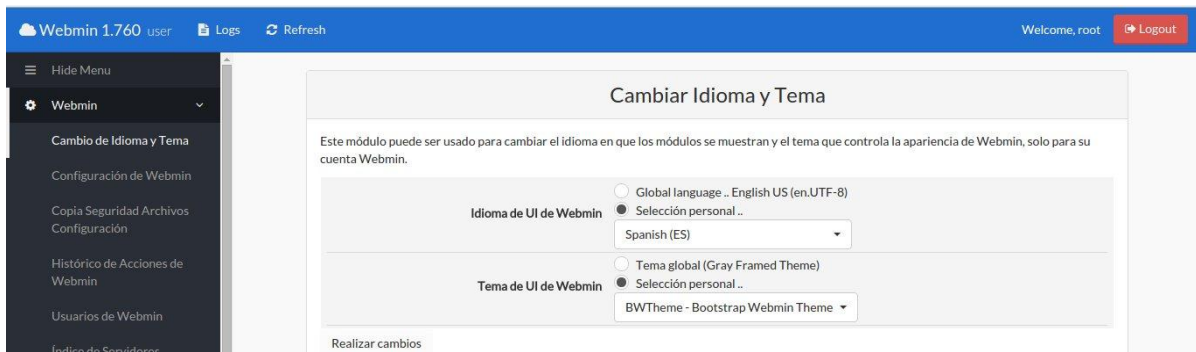 Webmin 1.760 user Logs Refresh Welcome, root Logout
Hide Menu
Webmin
Cambio de Idioma y Tema
Configuración de Webmin
Copia Seguridad Archivos
Configuración
Histórico de Acciones de
Webmin
Usuarios de Webmin
Índice de Servidores
Cambiar Idioma y Tema
Este módulo puede ser usado para cambiar el idioma en que los módulos se muestran y el tema que controla la apariencia de Webmin, solo para su
cuenta Webmin.
Idioma de UI de Webmin
Global language .. English US (en.UTF-8)
Selección personal ..
Spanish (ES)
Tema de UI de Webmin
Tema global (Gray Framed Theme)
Selección personal ..
BWTheme - Bootstrap Webmin Theme
Realizar cambios